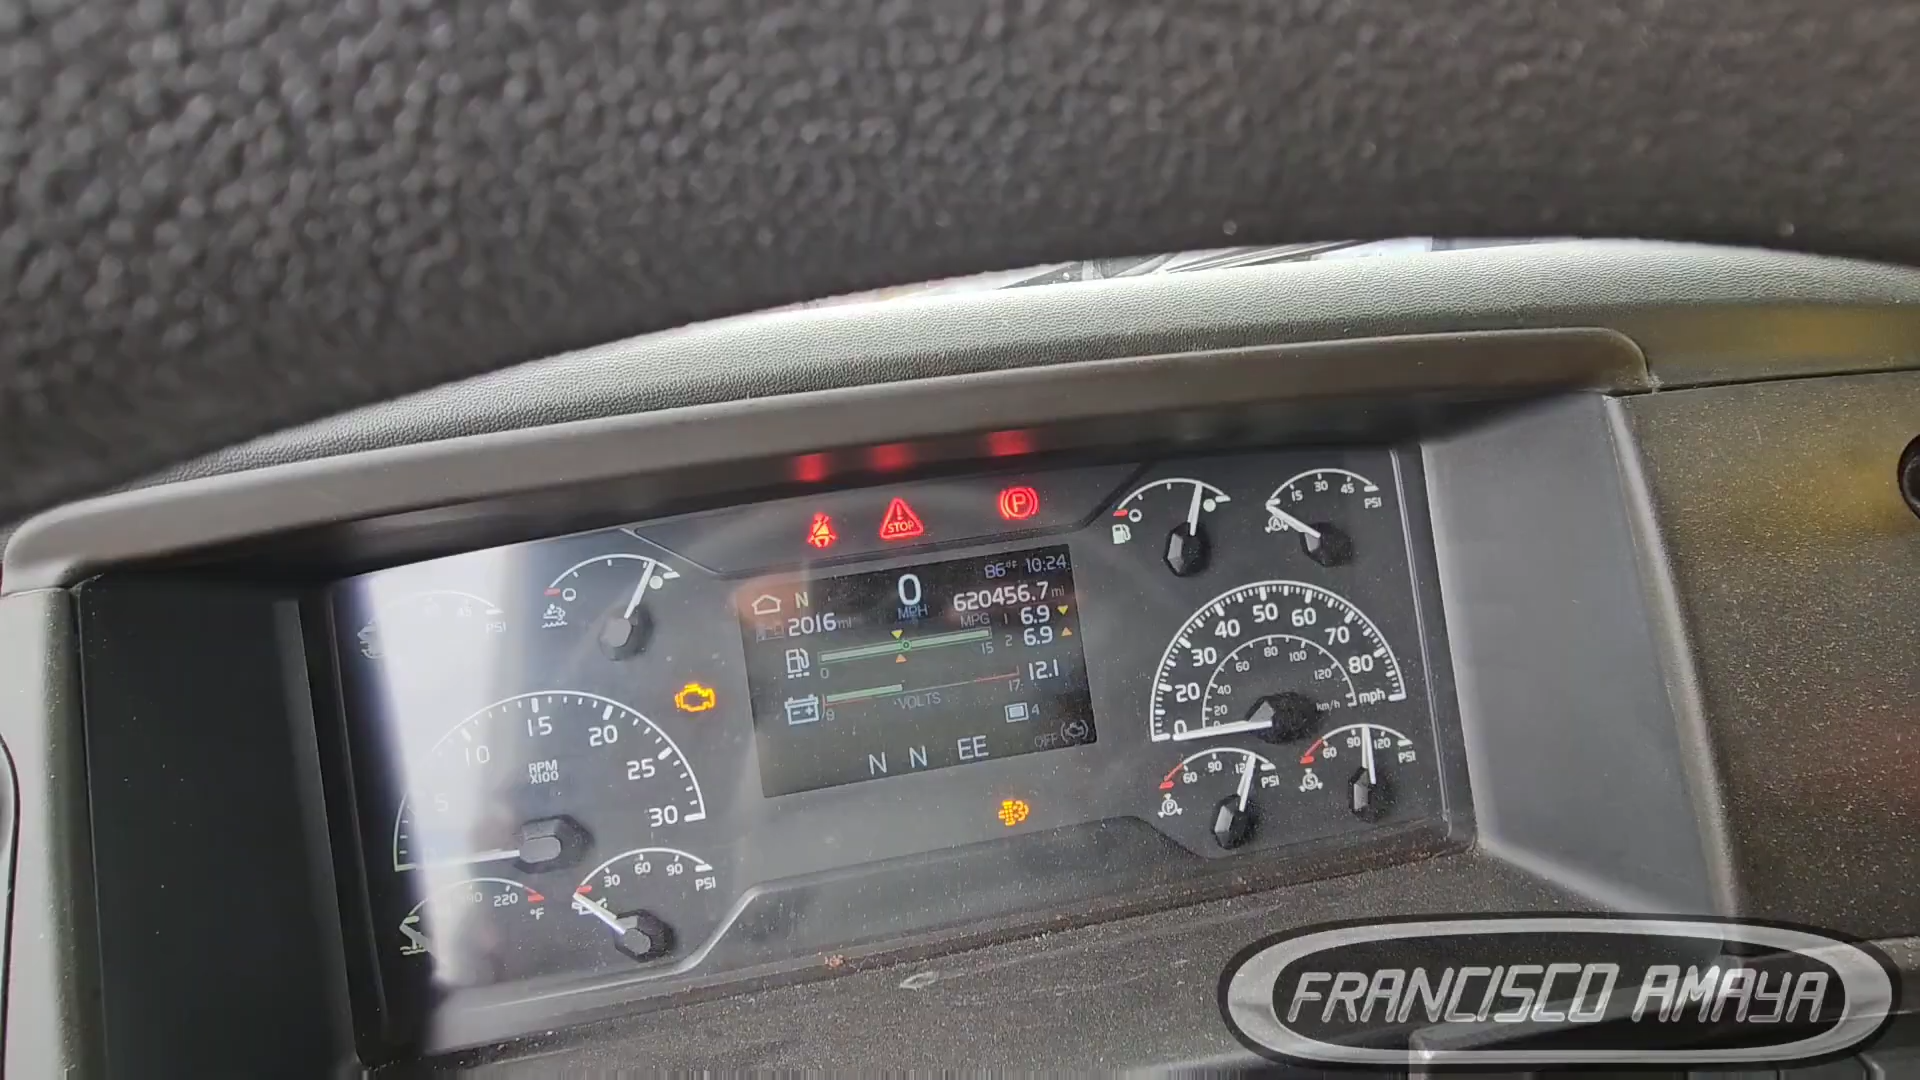 STOP
P
15 30 45
PSI
86°F 10:24
N
0
MPH
620456.7 mi
2016 mi
MPG 1 6.9
2 6.9
0 15
12.1
9 VOLTS 17
4
N N EE
OFF
45
PSI
5 10 15 20 25 30
RPM
X100
220
°F
30 60 90
PSI
0 20 30 40 50 60 70 80
mph
0 20 40 60 80 100 120
km/h
60 90 120
PSI
P
60 90 120
PSI
S
A
FRANCISCO AMAYA